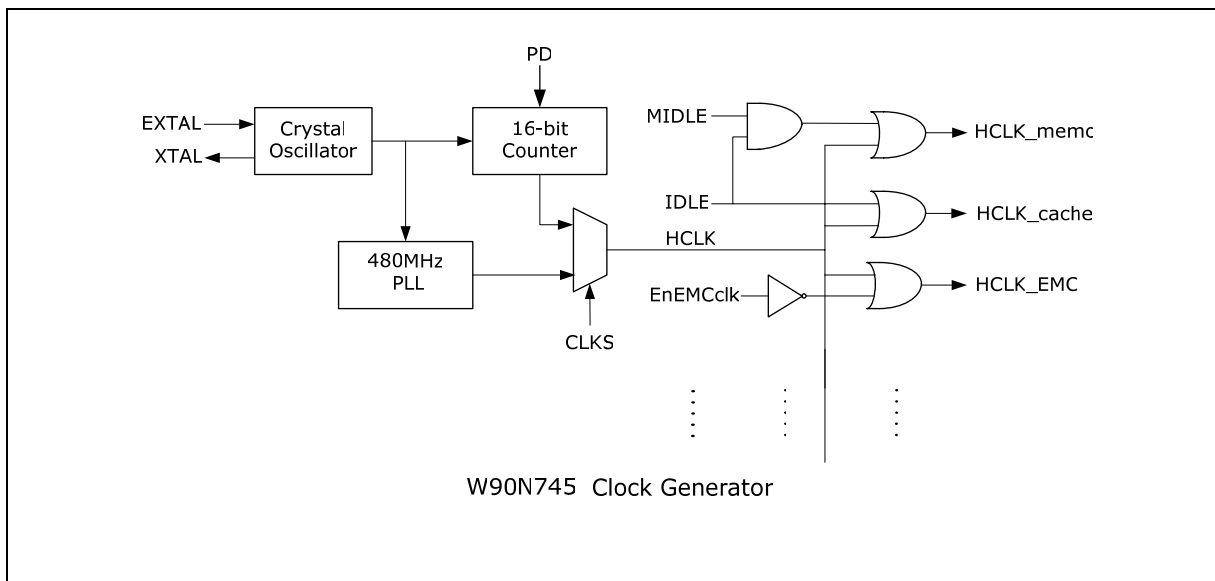 PD
EXTAL
XTAL
Crystal
Oscillator
16-bit
Counter
MIDLE
HCLK_memc
IDLE
HCLK_cache
HCLK
480MHz
PLL
EnEMCclk
HCLK_EMC
CLKS
W90N745 Clock Generator